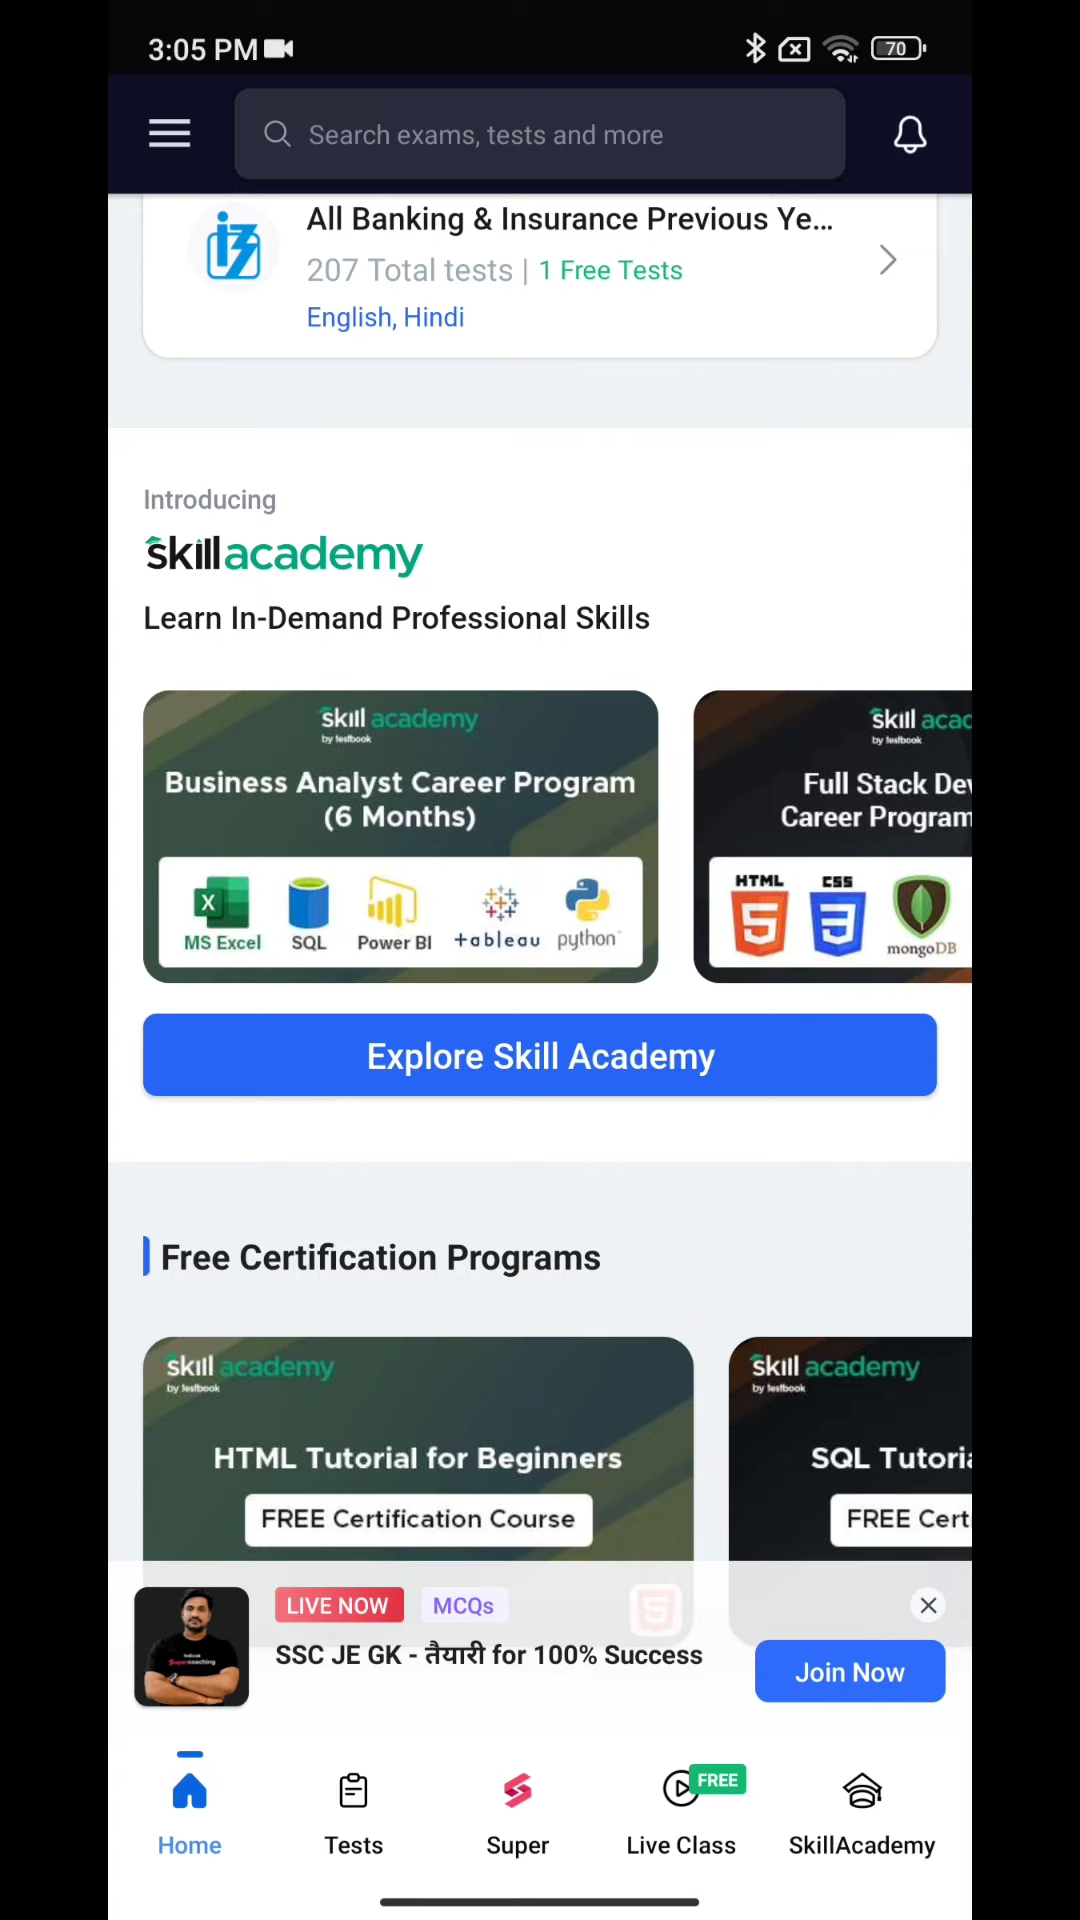 3:05 PM
70
Search exams, tests and more
All Banking & Insurance Previous Ye...
207 Total tests | 1 Free Tests
English, Hindi
Introducing
skill academy
Learn In-Demand Professional Skills
skill academy
by testbook
Business Analyst Career Program
(6 Months)
MS Excel SQL Power BI +ableau python
skill acad
by testbook
Full Stack Dev
Career Program
HTML CSS mongoDB
Explore Skill Academy
Free Certification Programs
skill academy
by testbook
HTML Tutorial for Beginners
FREE Certification Course
skill academy
by testbook
SQL Tutoria
FREE Cert
LIVE NOW MCQs
SSC JE GK - तैयारी for 100% Success
Join Now
FREE
Home Tests Super Live Class SkillAcademy